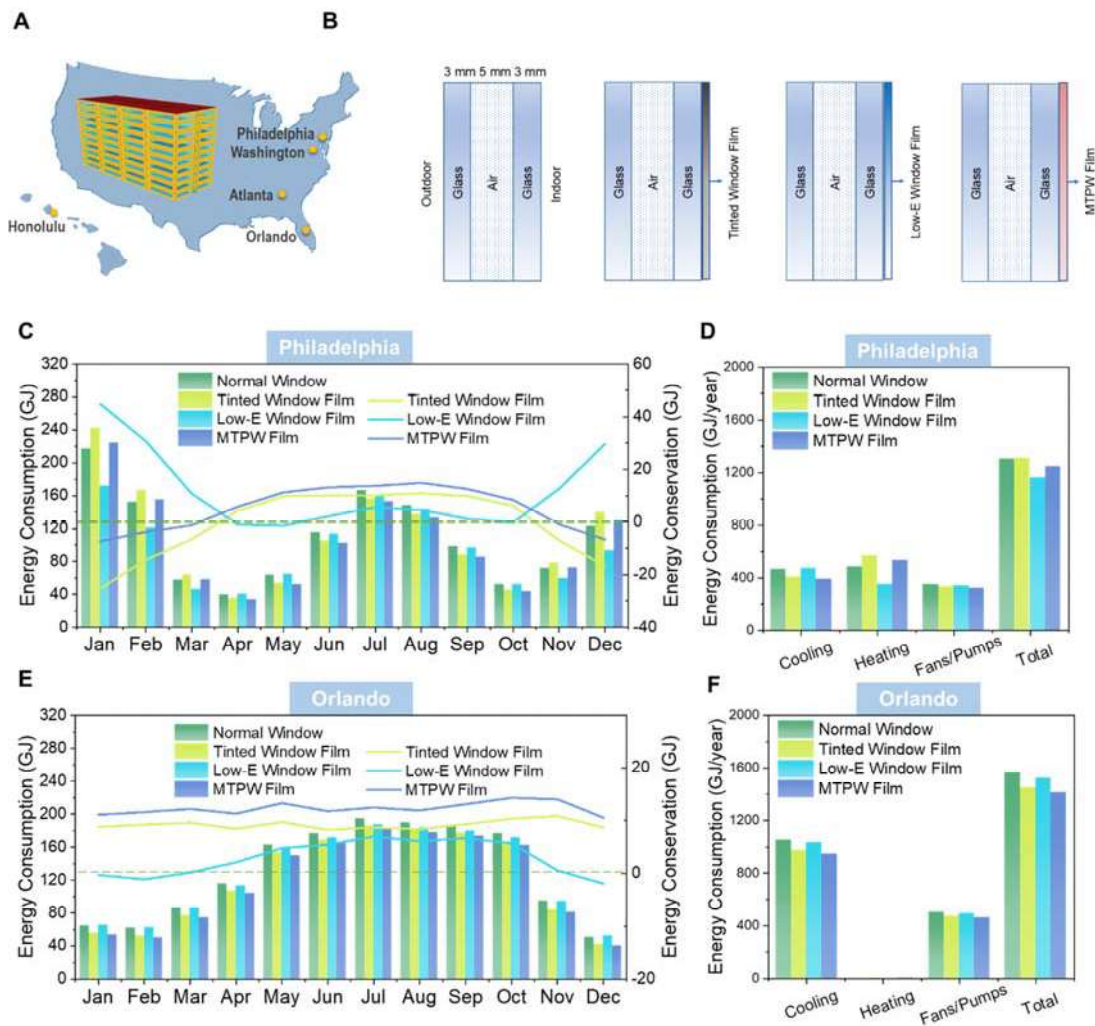 A
Philadelphia
Washington
Atlanta
Orlando
Honolulu
B
3 mm 5 mm 3 mm
Outdoor
Glass
Air
Glass
Indoor
Glass
Air
Glass
Tinted Window Film
Glass
Air
Glass
Low-E Window Film
Glass
Air
Glass
MTPW Film
C
Philadelphia
Energy Consumption (GJ)
320
280
240
200
160
120
80
40
0
Normal Window
Tinted Window Film
Low-E Window Film
MTPW Film
Tinted Window Film
Low-E Window Film
MTPW Film
60
40
20
0
-20
-40
Energy Conservation (GJ)
Jan Feb Mar Apr May Jun Jul Aug Sep Oct Nov Dec
D
Philadelphia
Energy Consumption (GJ/year)
2000
1600
1200
800
400
0
Normal Window
Tinted Window Film
Low-E Window Film
MTPW Film
Cooling Heating Fans/Pumps Total
E
Orlando
Energy Consumption (GJ)
320
280
240
200
160
120
80
40
0
Normal Window
Tinted Window Film
Low-E Window Film
MTPW Film
Tinted Window Film
Low-E Window Film
MTPW Film
20
0
-20
Energy Conservation (GJ)
Jan Feb Mar Apr May Jun Jul Aug Sep Oct Nov Dec
F
Orlando
Energy Consumption (GJ/year)
2000
1600
1200
800
400
0
Normal Window
Tinted Window Film
Low-E Window Film
MTPW Film
Cooling Heating Fans/Pumps Total